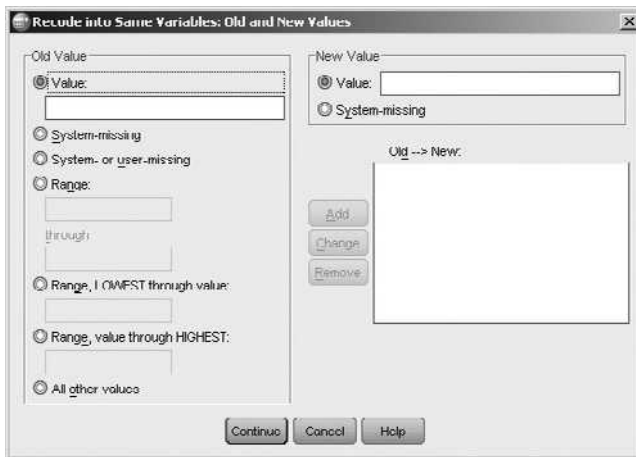 Recode into Same Variables: Old and New Values
Old Value
Value:
System-missing
System- or user-missing
Range:
through
Range, LOWEST through value:
Range, value through HIGHEST:
All other values
New Value
Value:
System-missing
Old --> New:
Add
Change
Remove
Continue
Cancel
Help